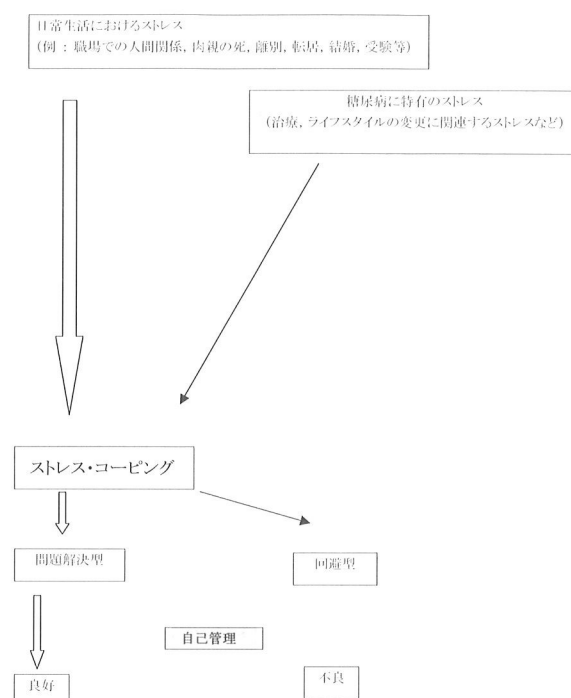 日常生活におけるストレス
(例 : 職場での人間関係, 肉親の死, 離別, 転居, 結婚, 受験等)
糖尿病に特有のストレス
(治療, ライフスタイルの変更に関連するストレスなど)
ストレス・コーピング
問題解決型
回避型
自己管理
良好
不良